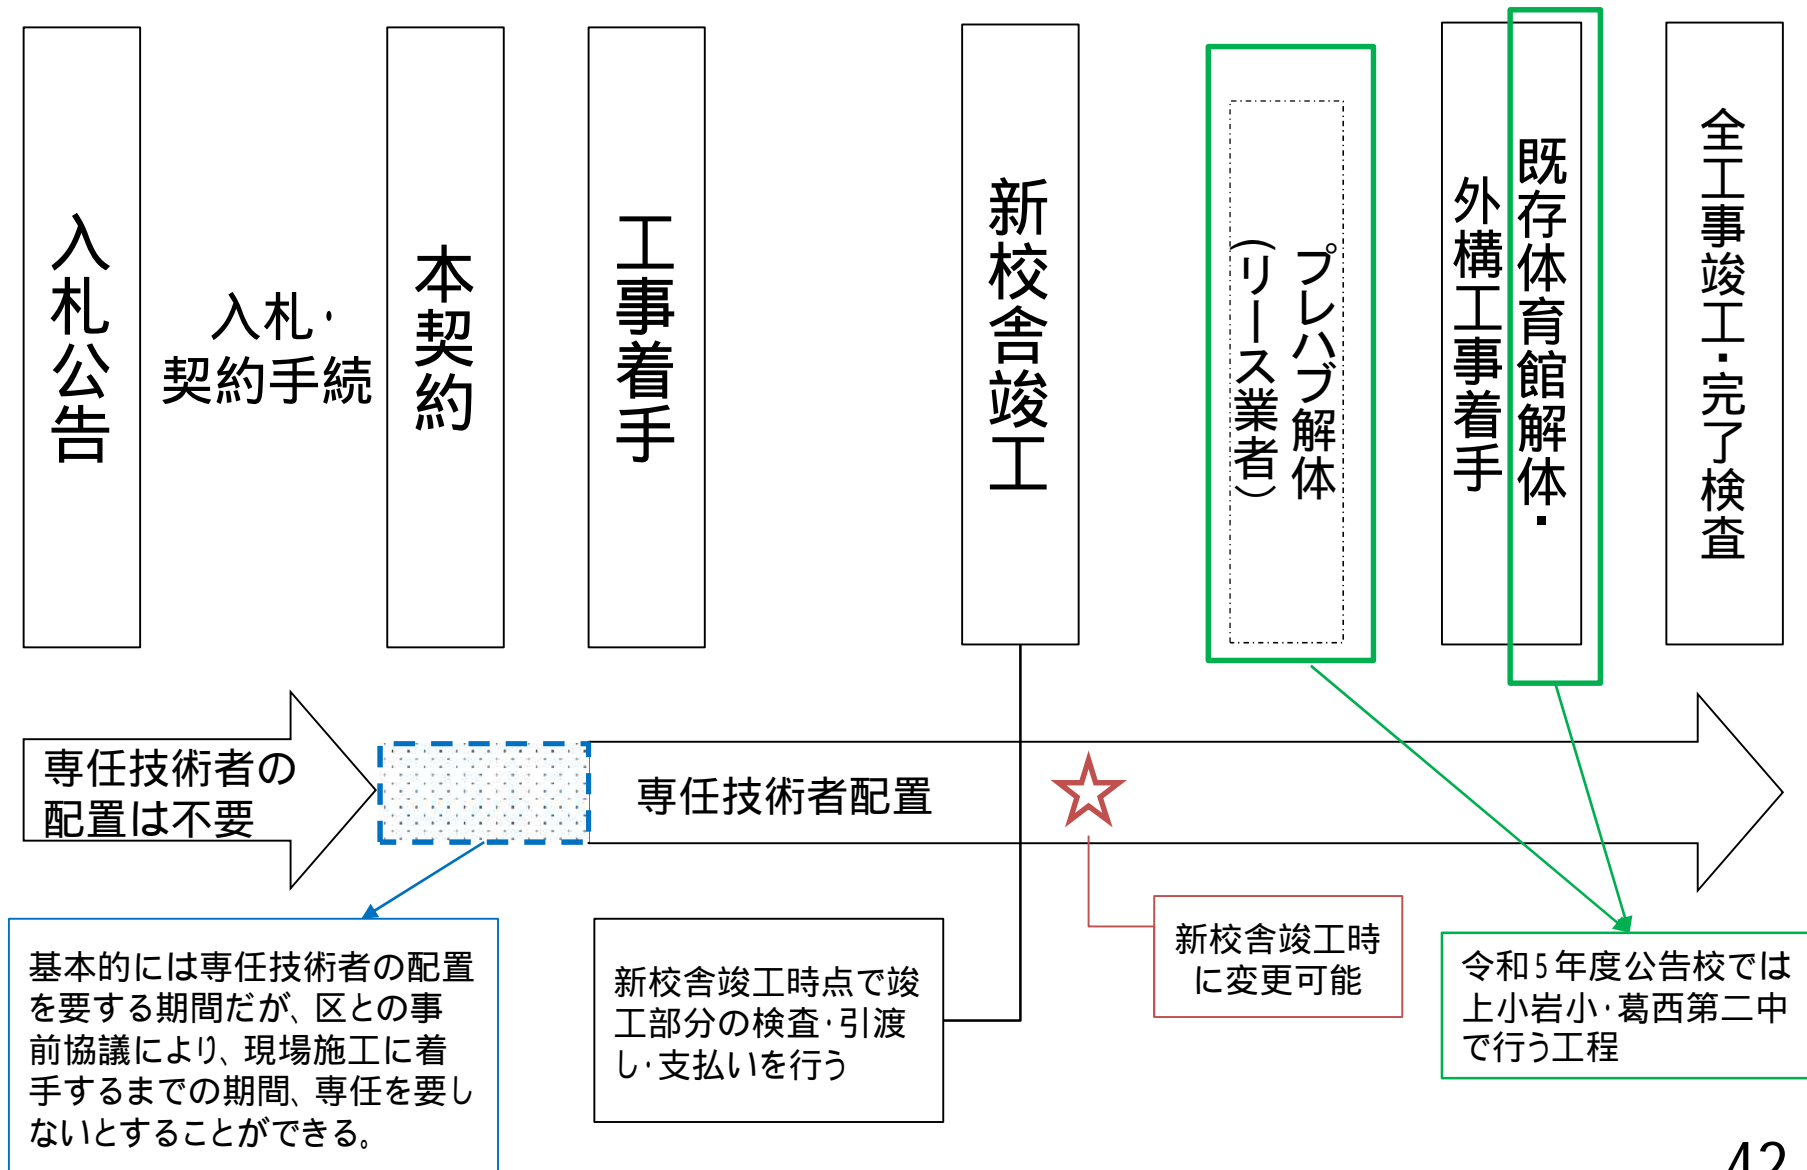 入札公告
入札・
契約手続
本契約
工事着手
新校舎竣工
プレハブ解体
（リース業者）
既存体育館解体・
外構工事着手
全工事竣工・完了検査
専任技術者の
配置は不要
専任技術者配置
基本的には専任技術者の配置
を要する期間だが、区との事
前協議により、現場施工に着
手するまでの期間、専任を要し
ないとすることができる。
新校舎竣工時点で竣
工部分の検査・引渡
し・支払いを行う
新校舎竣工時
に変更可能
令和5年度公告校では
上小岩小・葛西第二中
で行う工程
42